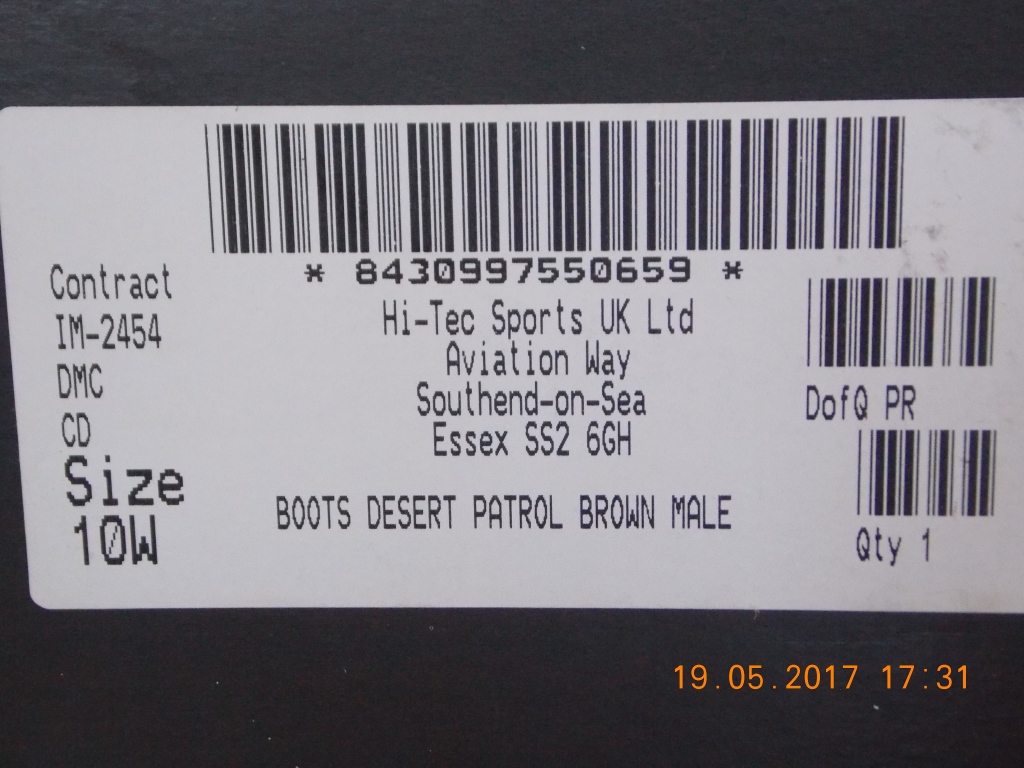 * 8430997550659 *
Contract
IM-2454
DMC
CD
Size
10W
Hi-Tec Sports UK Ltd
Aviation Way
Southend-on-Sea
Essex SS2 6GH
BOOTS DESERT PATROL BROWN MALE
DofQ PR
Qty 1
19.05.2017 17:31